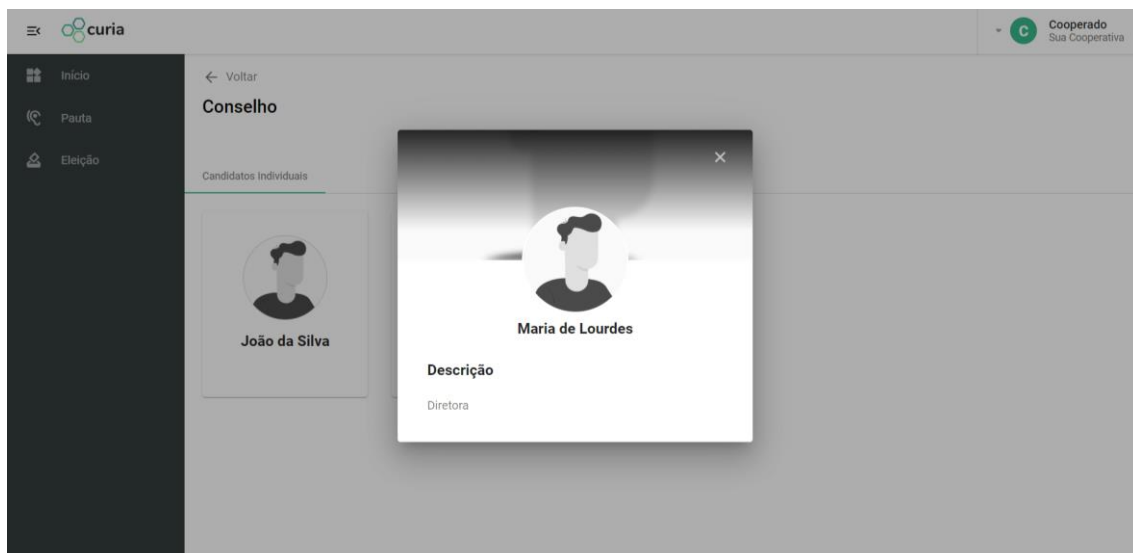 curia
C
Cooperado
Sua Cooperativa
Início
Pauta
Eleição
Voltar
Conselho
Candidatos Individuais
João da Silva
Maria de Lourdes
Descrição
Diretora